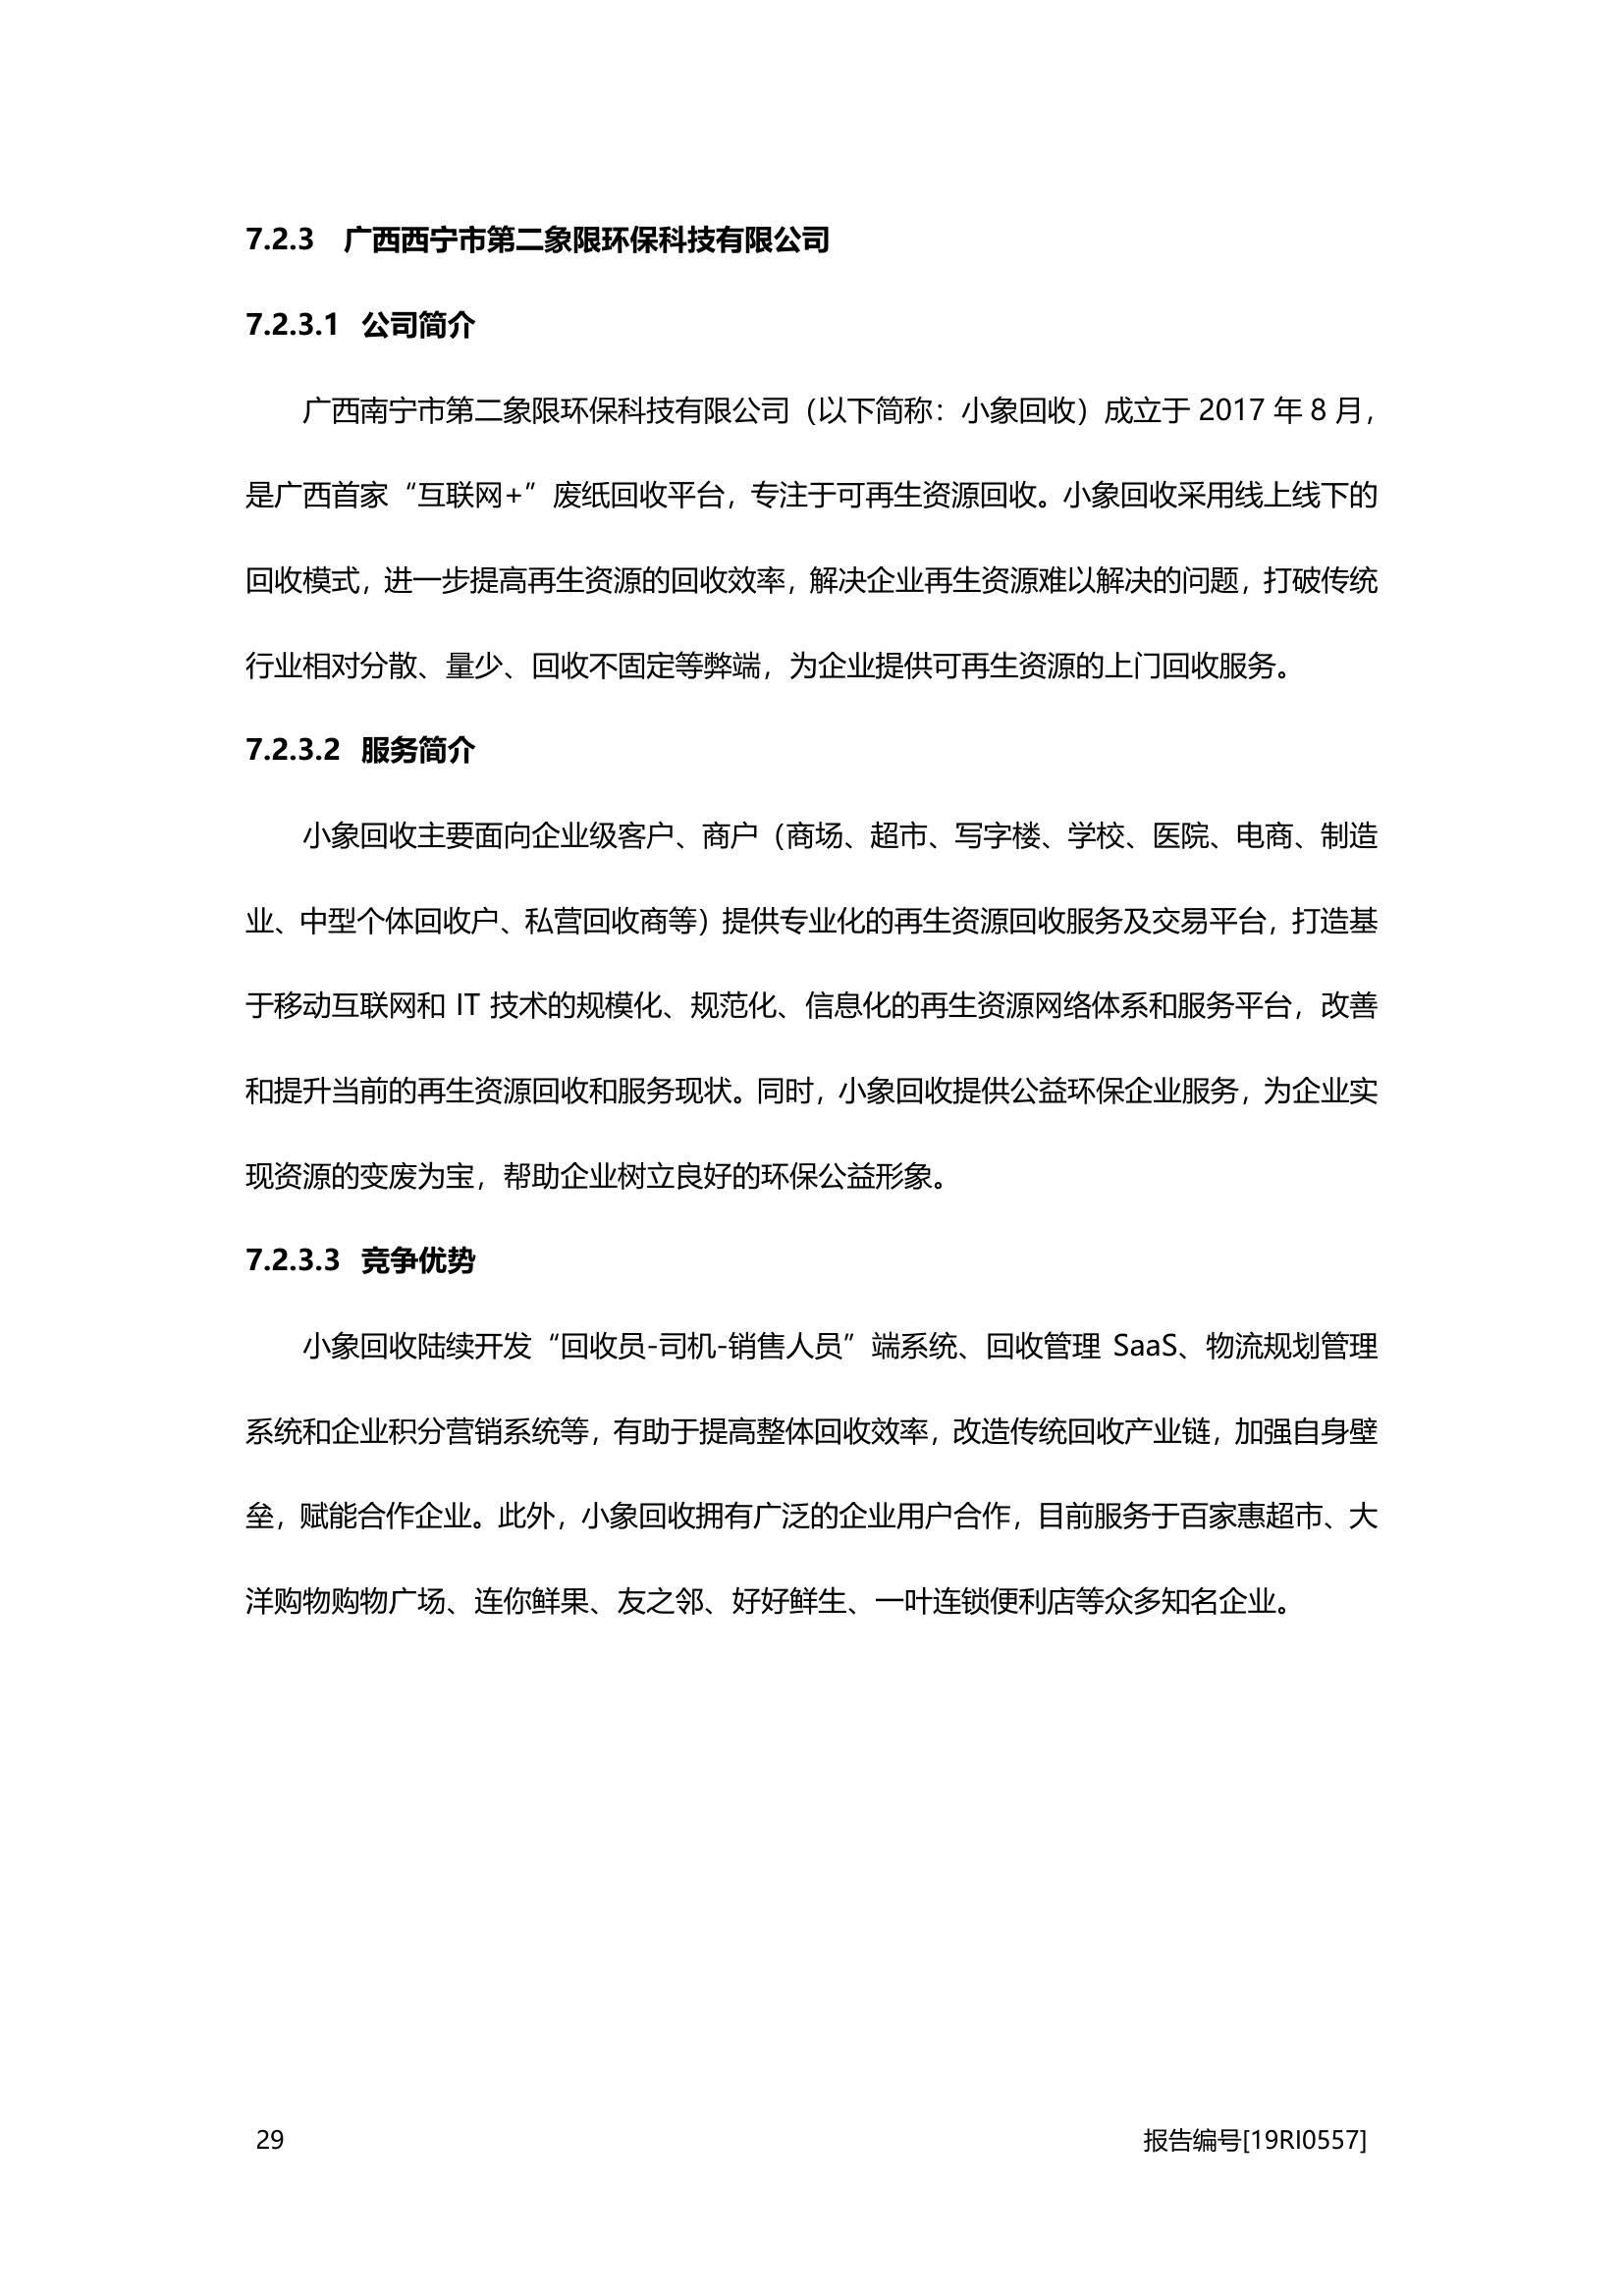 7.2.3 广西西宁市第二象限环保科技有限公司
7.2.3.1 公司简介
广西南宁市第二象限环保科技有限公司（以下简称：小象回收）成立于 2017 年 8 月，
是广西首家“互联网+”废纸回收平台，专注于可再生资源回收。小象回收采用线上线下的
回收模式，进一步提高再生资源的回收效率，解决企业再生资源难以解决的问题，打破传统
行业相对分散、量少、回收不固定等弊端，为企业提供可再生资源的上门回收服务。
7.2.3.2 服务简介
小象回收主要面向企业级客户、商户（商场、超市、写字楼、学校、医院、电商、制造
业、中型个体回收户、私营回收商等）提供专业化的再生资源回收服务及交易平台，打造基
于移动互联网和 IT 技术的规模化、规范化、信息化的再生资源网络体系和服务平台，改善
和提升当前的再生资源回收和服务现状。同时，小象回收提供公益环保企业服务，为企业实
现资源的变废为宝，帮助企业树立良好的环保公益形象。
7.2.3.3 竞争优势
小象回收陆续开发“回收员-司机-销售人员”端系统、回收管理 SaaS、物流规划管理
系统和企业积分营销系统等，有助于提高整体回收效率，改造传统回收产业链，加强自身壁
垒，赋能合作企业。此外，小象回收拥有广泛的企业用户合作，目前服务于百家惠超市、大
洋购物购物广场、连你鲜果、友之邻、好好鲜生、一叶连锁便利店等众多知名企业。
29 报告编号[19RI0557]